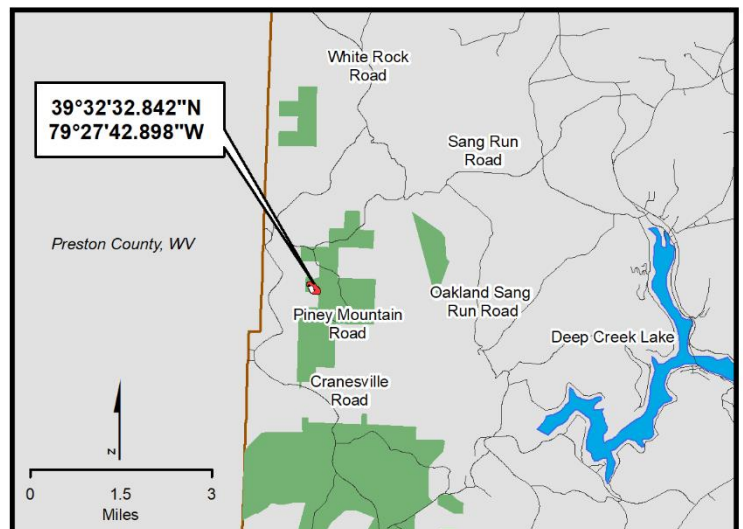 White Rock
Road
39°32'32.842"N
79°27'42.898"W
Sang Run
Road
Preston County, WV
Oakland Sang
Run Road
Piney Mountain
Road
Deep Creek Lake
Cranesville
Road
N
0 1.5 3
Miles